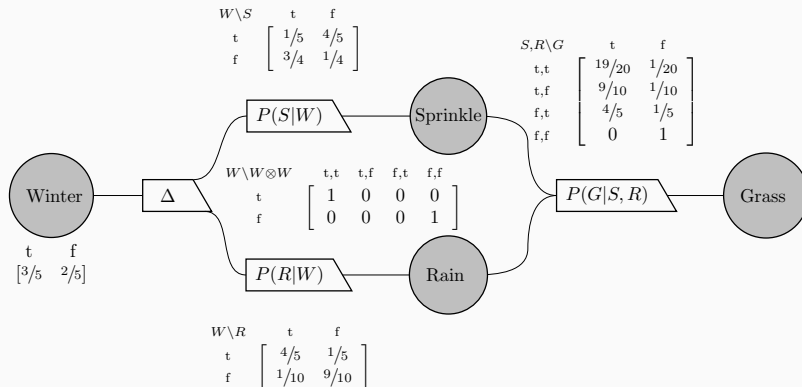 W\S t f
t [ 1/5 4/5 ]
f [ 3/4 1/4 ]
S,R\G t f
t,t [ 19/20 1/20 ]
t,f [ 9/10 1/10 ]
f,t [ 4/5 1/5 ]
f,f [ 0 1 ]
P(S|W)
Sprinkle
W\W⊗W t,t t,f f,t f,f
t [ 1 0 0 0 ]
f [ 0 0 0 1 ]
Winter
Δ
P(G|S, R)
Grass
t f
[3/5 2/5]
P(R|W)
Rain
W\R t f
t [ 4/5 1/5 ]
f [ 1/10 9/10 ]